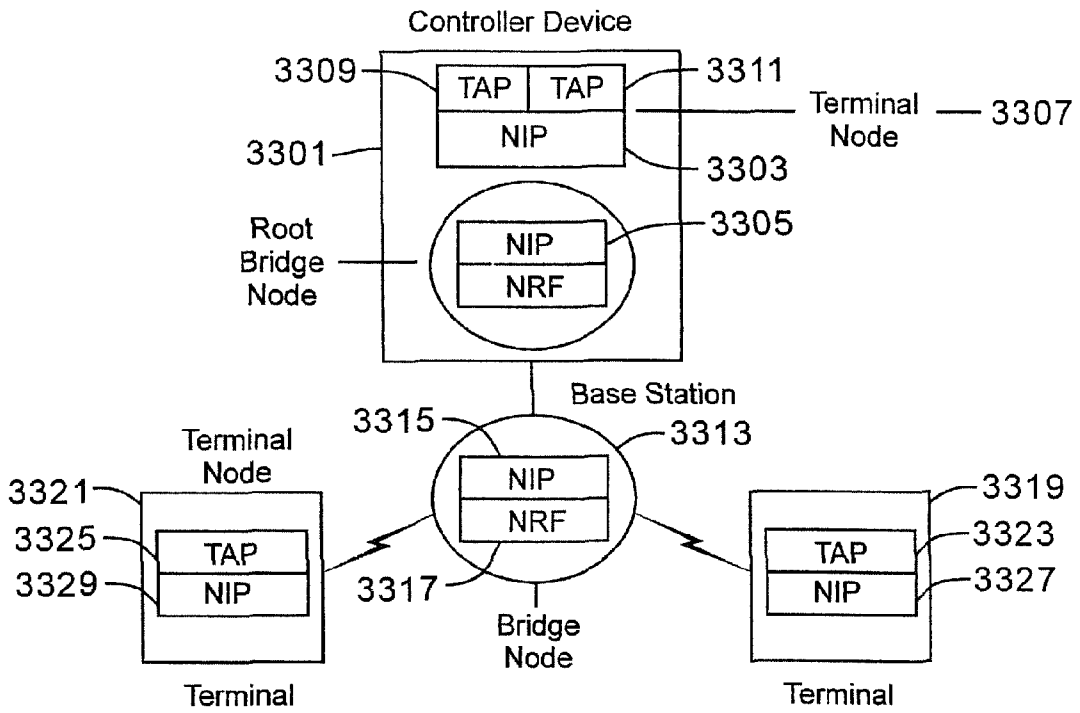 Controller Device
3309
TAP
TAP
3311
Terminal
Node
3307
NIP
3301
3303
Root
Bridge
Node
NIP
3305
NRF
Base Station
3315
3313
Terminal
Node
NIP
3321
3319
NRF
3325
TAP
TAP
3323
3329
NIP
3317
NIP
3327
Bridge
Node
Terminal
Terminal